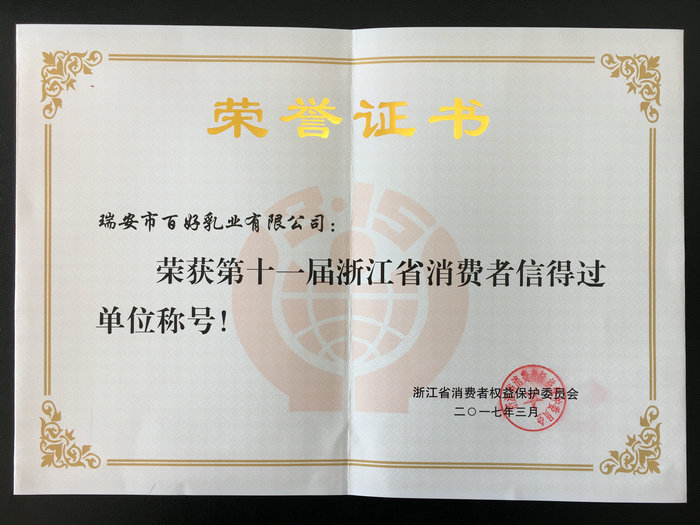 荣誉证书
3·15
瑞安市百好乳业有限公司：
荣获第十一届浙江省消费者信得过
单位称号！
浙江省消费者权益保护委员会
二〇一七年三月